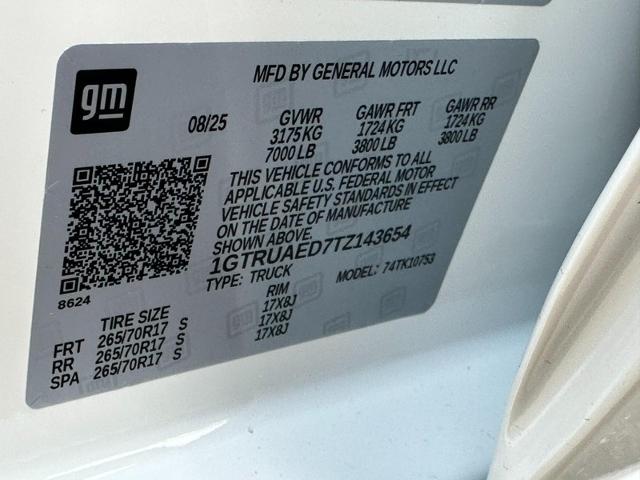 gm
MFD BY GENERAL MOTORS LLC
08/25 GVWR GAWR FRT GAWR RR
3175 KG 1724 KG 1724 KG
7000 LB 3800 LB 3800 LB
THIS VEHICLE CONFORMS TO ALL
APPLICABLE U.S. FEDERAL MOTOR
VEHICLE SAFETY STANDARDS IN EFFECT
ON THE DATE OF MANUFACTURE
SHOWN ABOVE.
1GTRUAED7TZ143654
TYPE: TRUCK MODEL: 74TK10753
8624
TIRE SIZE RIM
FRT 265/70R17 S 17X8J
RR 265/70R17 S 17X8J
SPA 265/70R17 S 17X8J